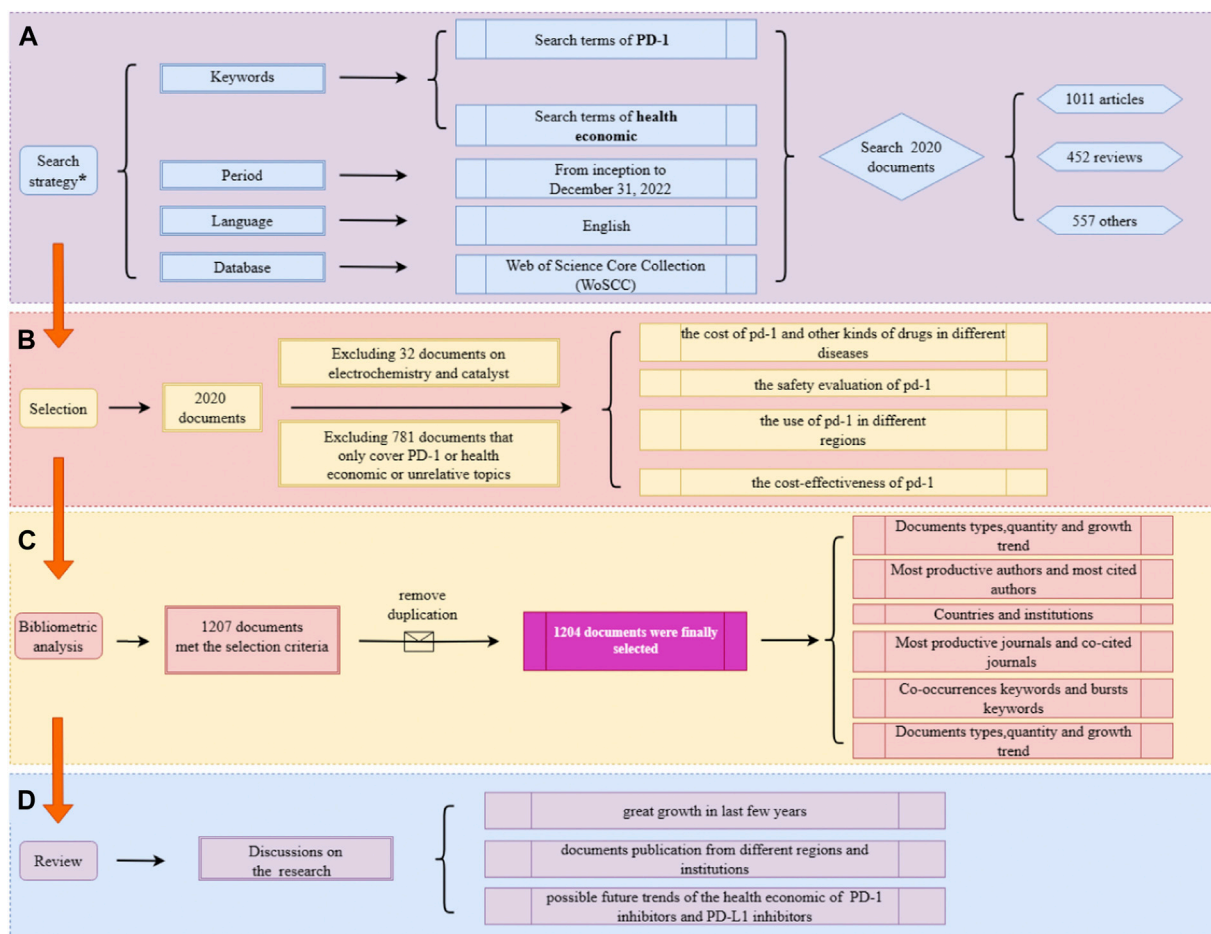 A
Search
strategy*
Keywords
Period
Language
Database
Search terms of PD-1
Search terms of health
economic
From inception to
December 31, 2022
English
Web of Science Core Collection
(WoSCC)
Search 2020
documents
1011 articles
452 reviews
557 others
B
Selection
2020
documents
Excluding 32 documents on
electrochemistry and catalyst
Excluding 781 documents that
only cover PD-1 or health
economic or unrelative topics
the cost of pd-1 and other kinds of drugs in different
diseases
the safety evaluation of pd-1
the use of pd-1 in different
regions
the cost-effectiveness of pd-1
C
Bibliometric
analysis
1207 documents
met the selection criteria
remove
duplication
1204 documents were finally
selected
Documents types,quantity and growth
trend
Most productive authors and most cited
authors
Countries and institutions
Most productive journals and co-cited
journals
Co-occurrences keywords and bursts
keywords
Documents types,quantity and growth
trend
D
Review
Discussions on
the research
great growth in last few years
documents publication from different regions and
institutions
possible future trends of the health economic of PD-1
inhibitors and PD-L1 inhibitors